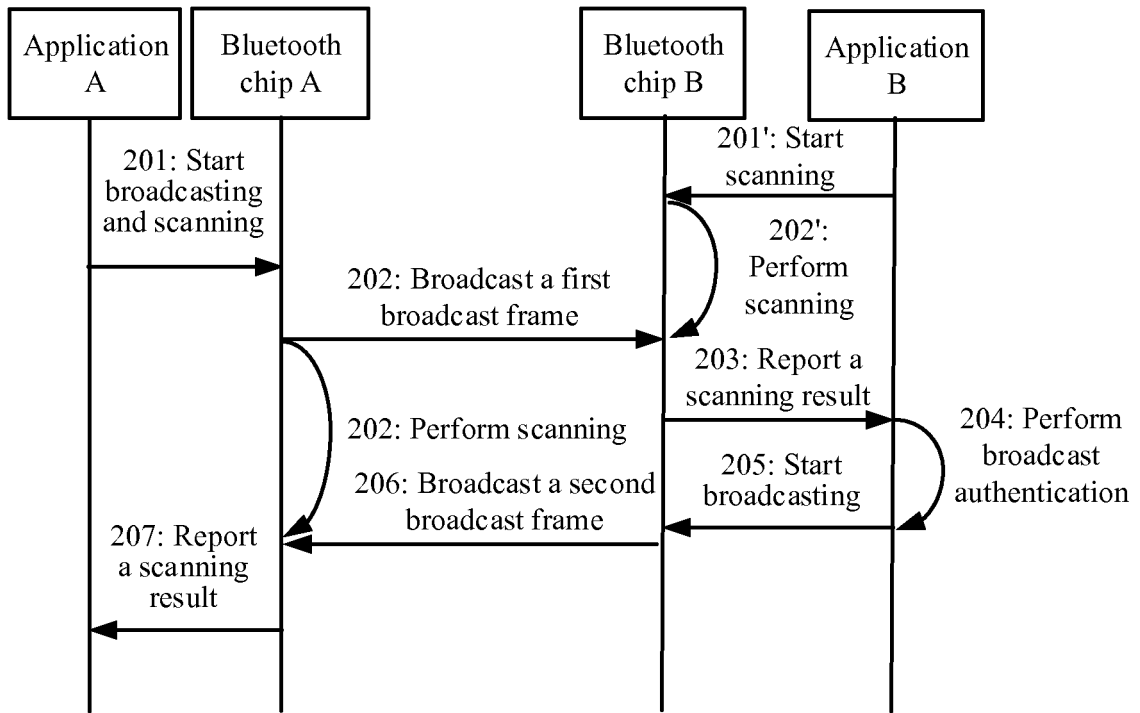 Application
A
Bluetooth
chip A
Bluetooth
chip B
Application
B
201: Start
broadcasting
and scanning
201': Start
scanning
202':
Perform
scanning
202: Broadcast a first
broadcast frame
203: Report a
scanning result
202: Perform scanning
204: Perform
broadcast
authentication
205: Start
broadcasting
206: Broadcast a second
broadcast frame
207: Report
a scanning
result